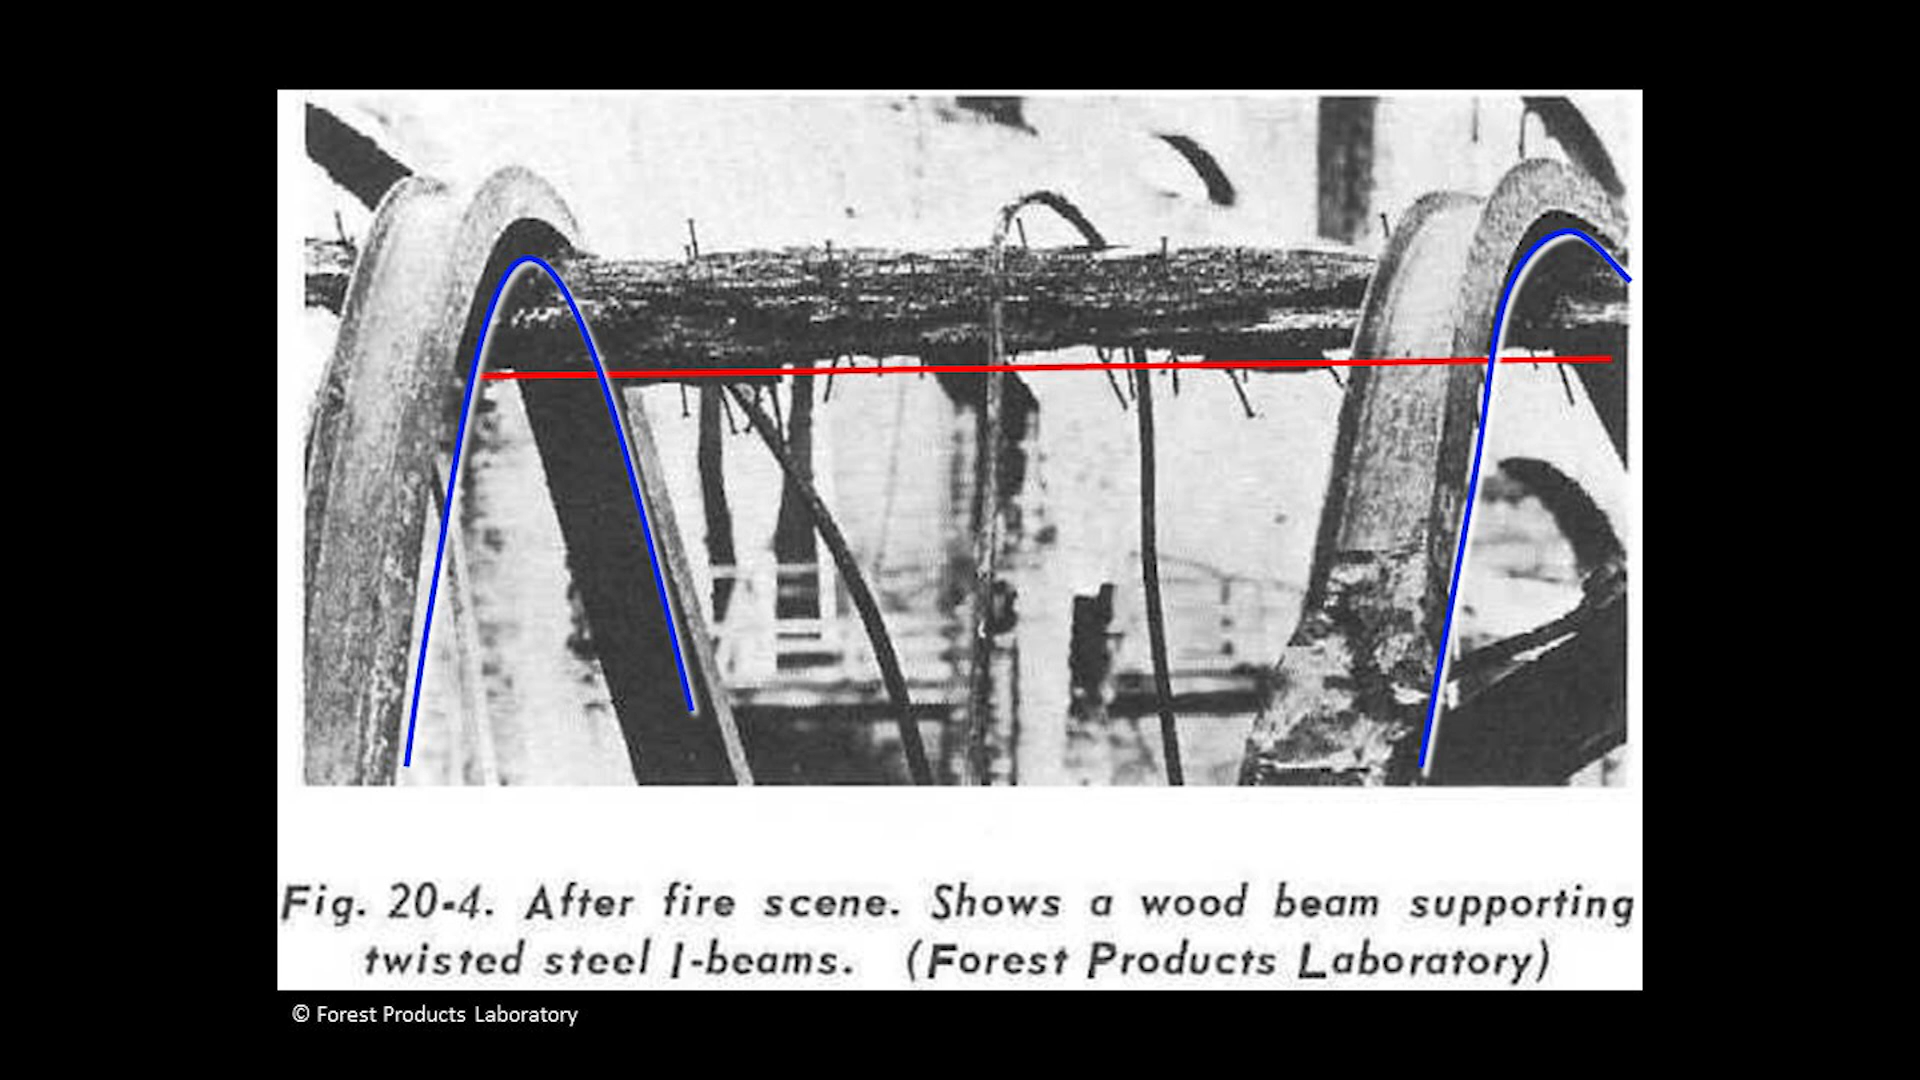 Fig. 20-4. After fire scene. Shows a wood beam supporting
twisted steel I-beams. (Forest Products Laboratory)
© Forest Products Laboratory